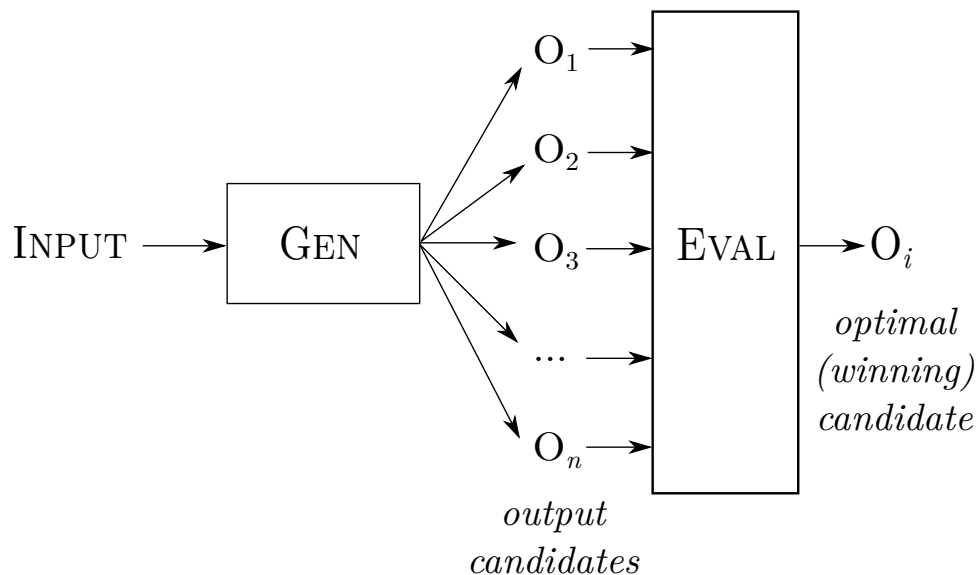 INPUT
GEN
O₁
O₂
O₃
...
Oₙ
output
candidates
EVAL
Oᵢ
optimal
(winning)
candidate